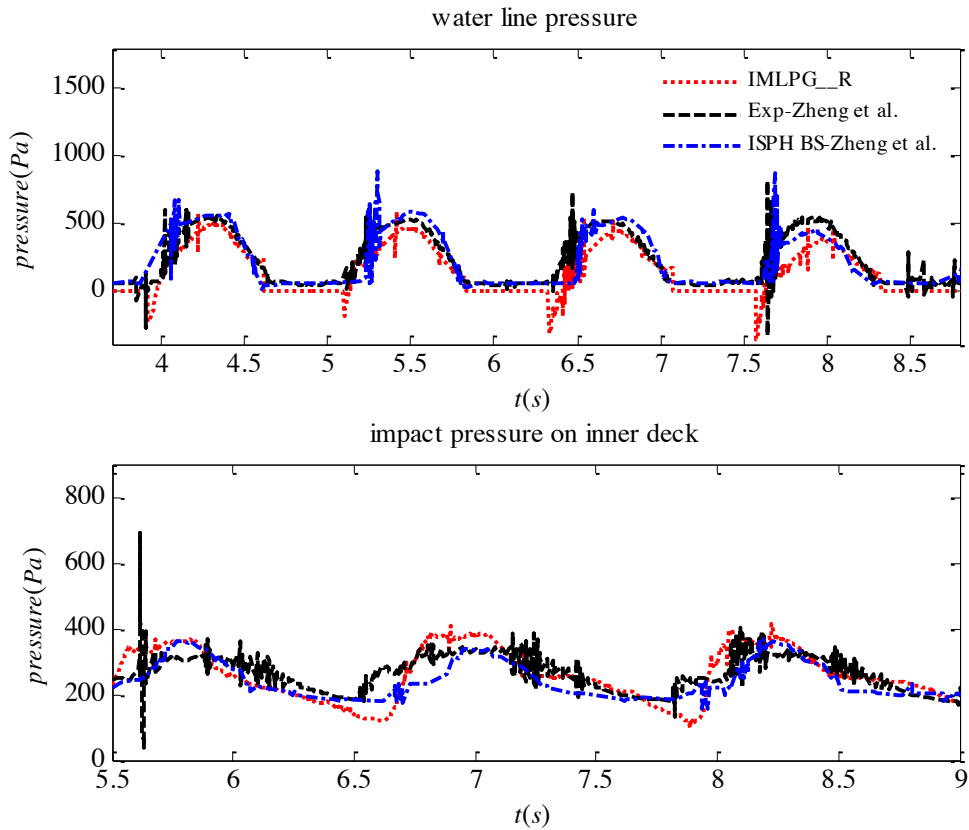 water line pressure
1500
1000
500
0
pressure(Pa)
IMLPG__R
Exp-Zheng et al.
ISPH BS-Zheng et al.
4 4.5 5 5.5 6 6.5 7 7.5 8 8.5
t(s)
impact pressure on inner deck
800
600
400
200
0
pressure(Pa)
5.5 6 6.5 7 7.5 8 8.5 9
t(s)